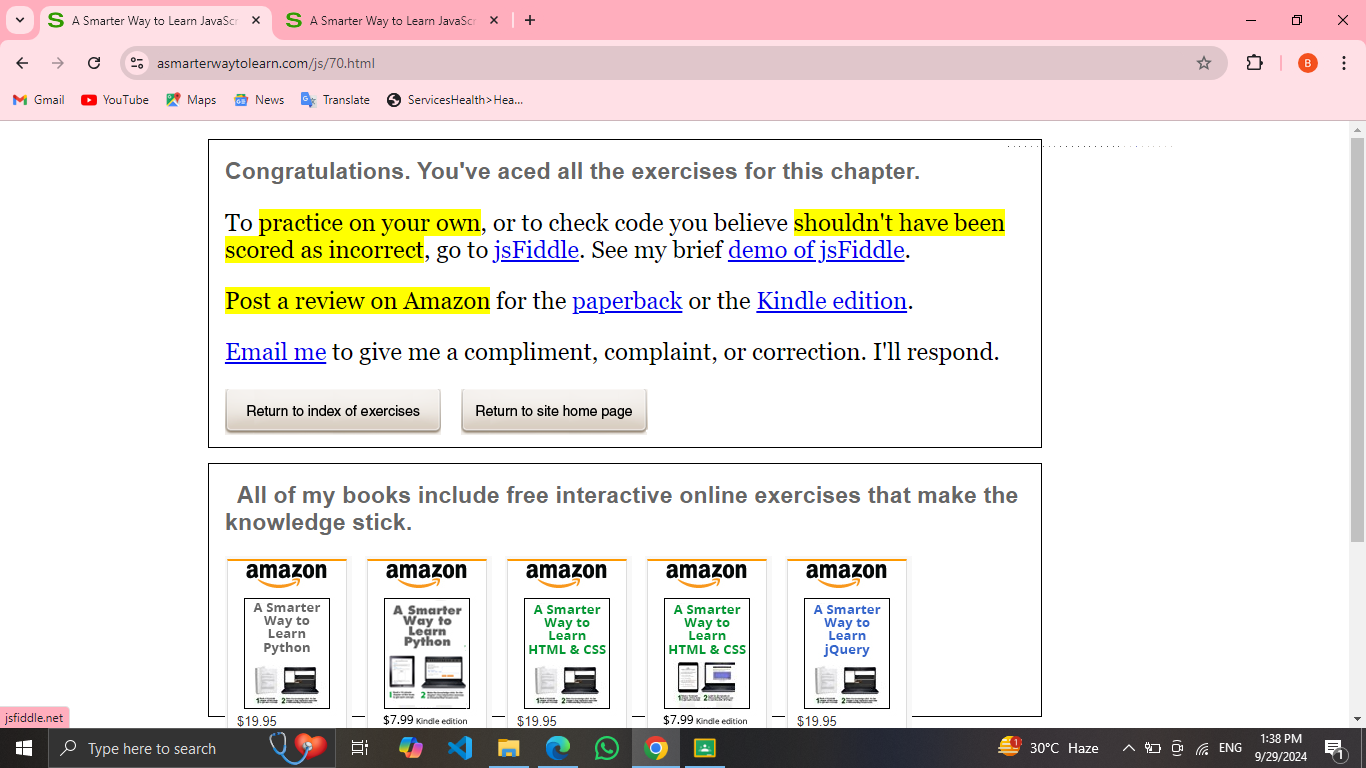 A Smarter Way to Learn JavaSc
A Smarter Way to Learn JavaSc
asmarterwaytolearn.com/js/70.html
B
Gmail
YouTube
Maps
News
Translate
ServicesHealth>Hea...
Congratulations. You've aced all the exercises for this chapter.
To practice on your own, or to check code you believe shouldn't have been
scored as incorrect, go to jsFiddle. See my brief demo of jsFiddle.
Post a review on Amazon for the paperback or the Kindle edition.
Email me to give me a compliment, complaint, or correction. I'll respond.
Return to index of exercises
Return to site home page
All of my books include free interactive online exercises that make the
knowledge stick.
amazon
amazon
amazon
amazon
amazon
A Smarter
Way to
Learn
Python
A Smarter
Way to
Learn
Python
A Smarter
Way to
Learn
HTML & CSS
A Smarter
Way to
Learn
HTML & CSS
A Smarter
Way to
Learn
jQuery
$19.95
$7.99 Kindle edition
$19.95
$7.99 Kindle edition
$19.95
jsfiddle.net
Type here to search
1
30°C Haze
ENG
1:38 PM
9/29/2024
1